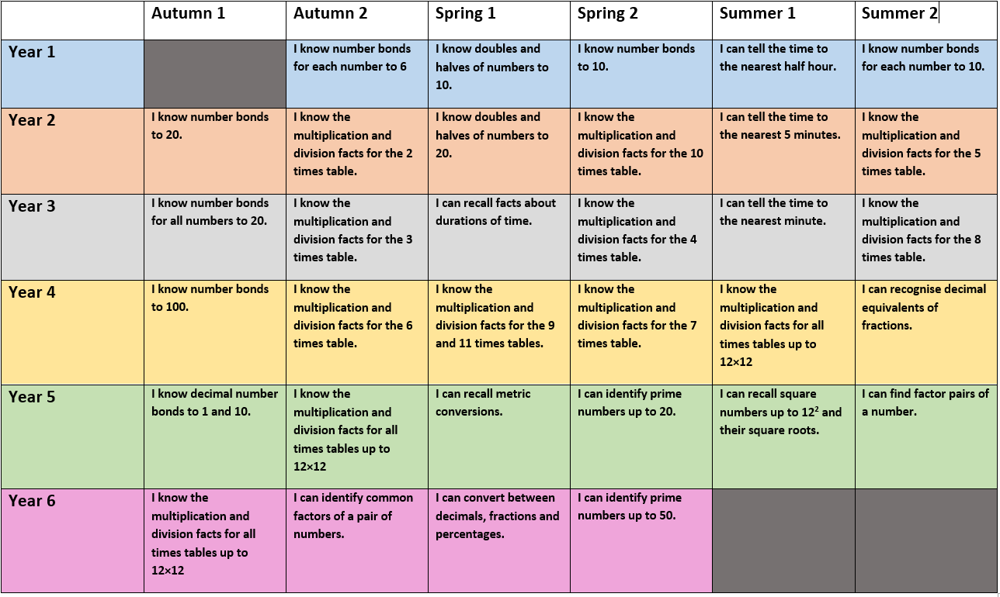 Autumn 1
Autumn 2
Spring 1
Spring 2
Summer 1
Summer 2
Year 1
I know number bonds
for each number to 6
I know doubles and
halves of numbers to
10.
I know number bonds
to 10.
I can tell the time to
the nearest half hour.
I know number bonds
for each number to 10.
Year 2
I know number bonds
to 20.
I know the
multiplication and
division facts for the 2
times table.
I know doubles and
halves of numbers to
20.
I know the
multiplication and
division facts for the 10
times table.
I can tell the time to
the nearest 5 minutes.
I know the
multiplication and
division facts for the 5
times table.
Year 3
I know number bonds
for all numbers to 20.
I know the
multiplication and
division facts for the 3
times table.
I can recall facts about
durations of time.
I know the
multiplication and
division facts for the 4
times table.
I can tell the time to
the nearest minute.
I know the
multiplication and
division facts for the 8
times table.
Year 4
I know number bonds
to 100.
I know the
multiplication and
division facts for the 6
times table.
I know the
multiplication and
division facts for the 9
and 11 times tables.
I know the
multiplication and
division facts for the 7
times table.
I know the
multiplication and
division facts for all
times tables up to
12×12
I can recognise decimal
equivalents of
fractions.
Year 5
I know decimal number
bonds to 1 and 10.
I know the
multiplication and
division facts for all
times tables up to
12×12
I can recall metric
conversions.
I can identify prime
numbers up to 20.
I can recall square
numbers up to 12² and
their square roots.
I can find factor pairs of
a number.
Year 6
I know the
multiplication and
division facts for all
times tables up to
12×12
I can identify common
factors of a pair of
numbers.
I can convert between
decimals, fractions and
percentages.
I can identify prime
numbers up to 50.